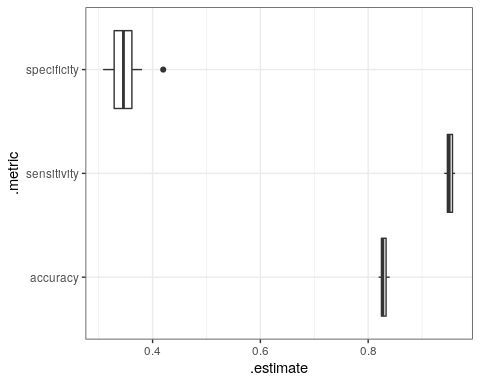 specificity
sensitivity
accuracy
.metric
0.4 0.6 0.8
.estimate